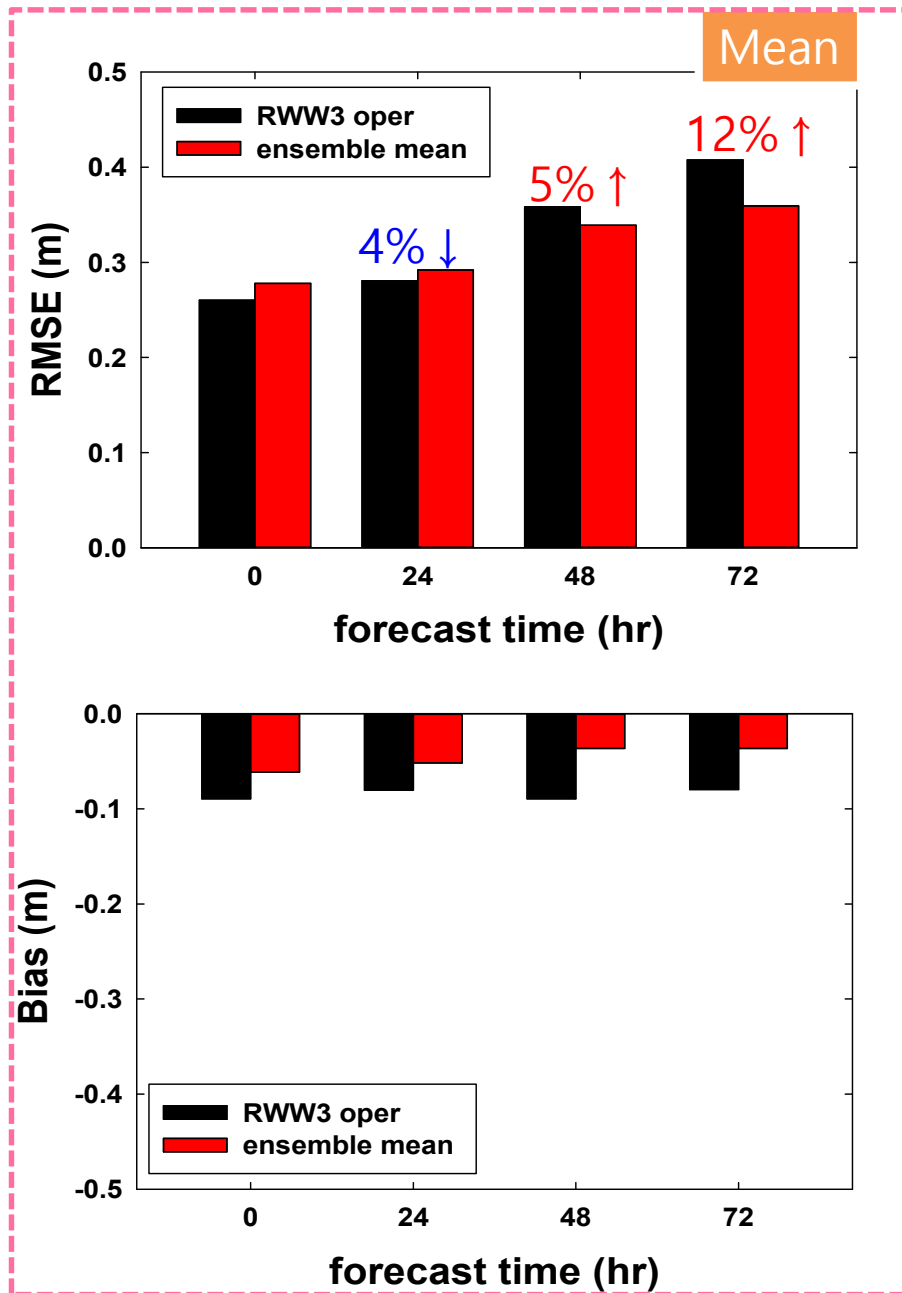 Mean
0.5
0.4
0.3
0.2
0.1
0.0
RMSE (m)
RWW3 oper
ensemble mean
4% ↓
5% ↑
12% ↑
0
24
48
72
forecast time (hr)
0.0
-0.1
-0.2
-0.3
-0.4
-0.5
Bias (m)
RWW3 oper
ensemble mean
0
24
48
72
forecast time (hr)